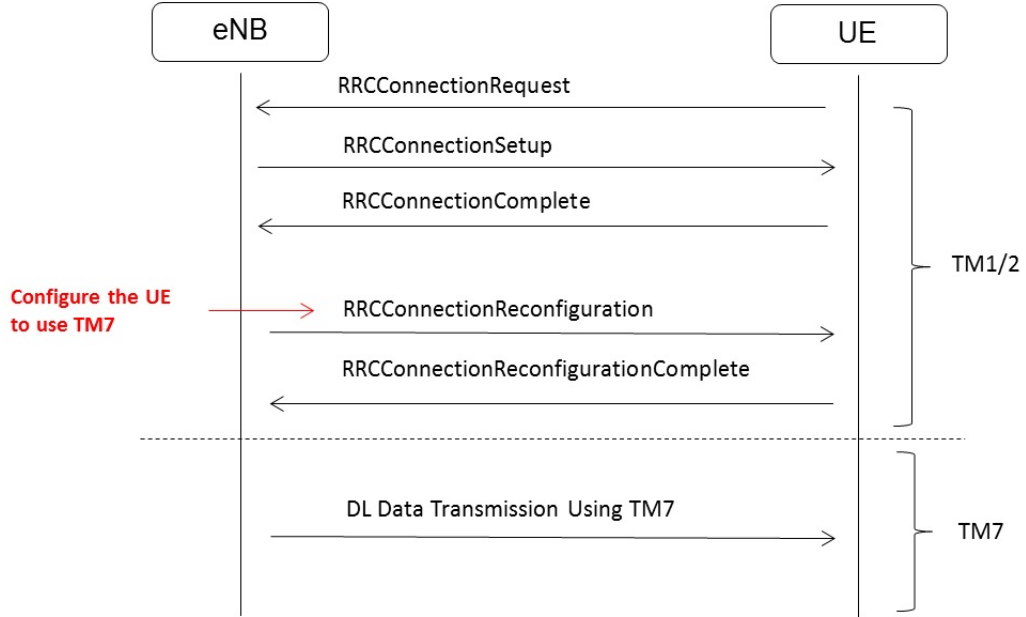 eNB
UE
RRCConnectionRequest
RRCConnectionSetup
RRCConnectionComplete
TM1/2
Configure the UE
to use TM7
RRCConnectionReconfiguration
RRCConnectionReconfigurationComplete
DL Data Transmission Using TM7
TM7